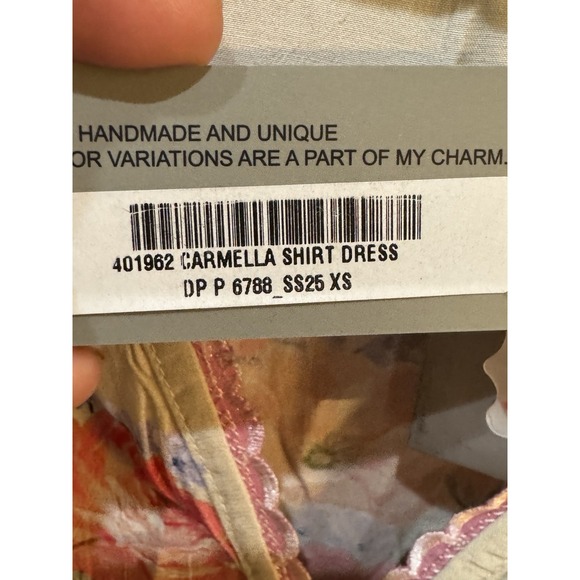 HANDMADE AND UNIQUE
OR VARIATIONS ARE A PART OF MY CHARM.
401962 CARMELLA SHIRT DRESS
DP P 6788_SS25 XS